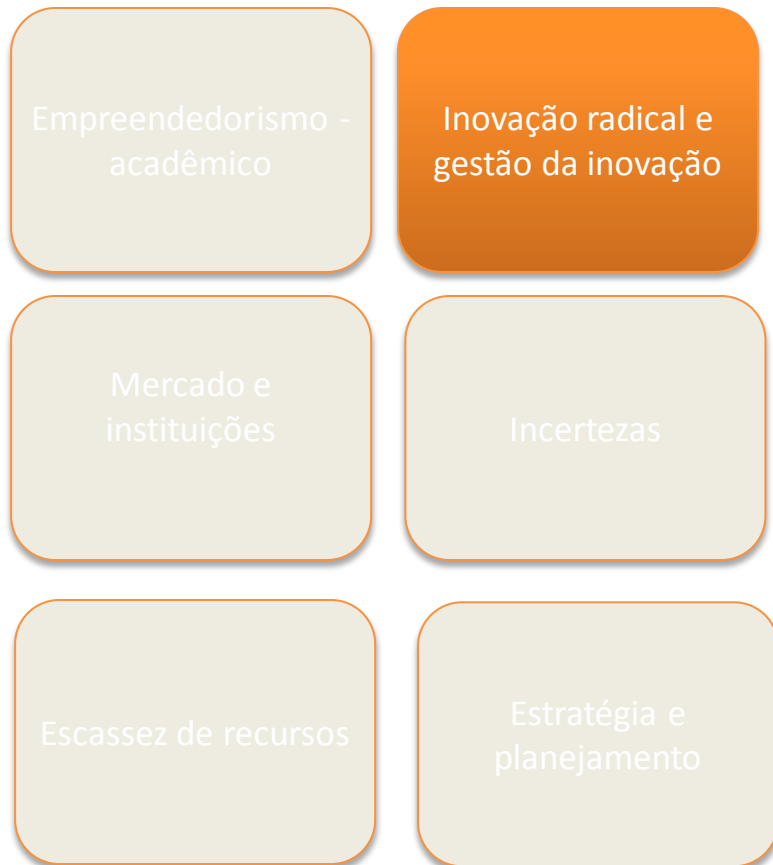 Empreendedorismo -
acadêmico
Inovação radical e
gestão da inovação
Mercado e
instituições
Incertezas
Escassez de recursos
Estratégia e
planejamento